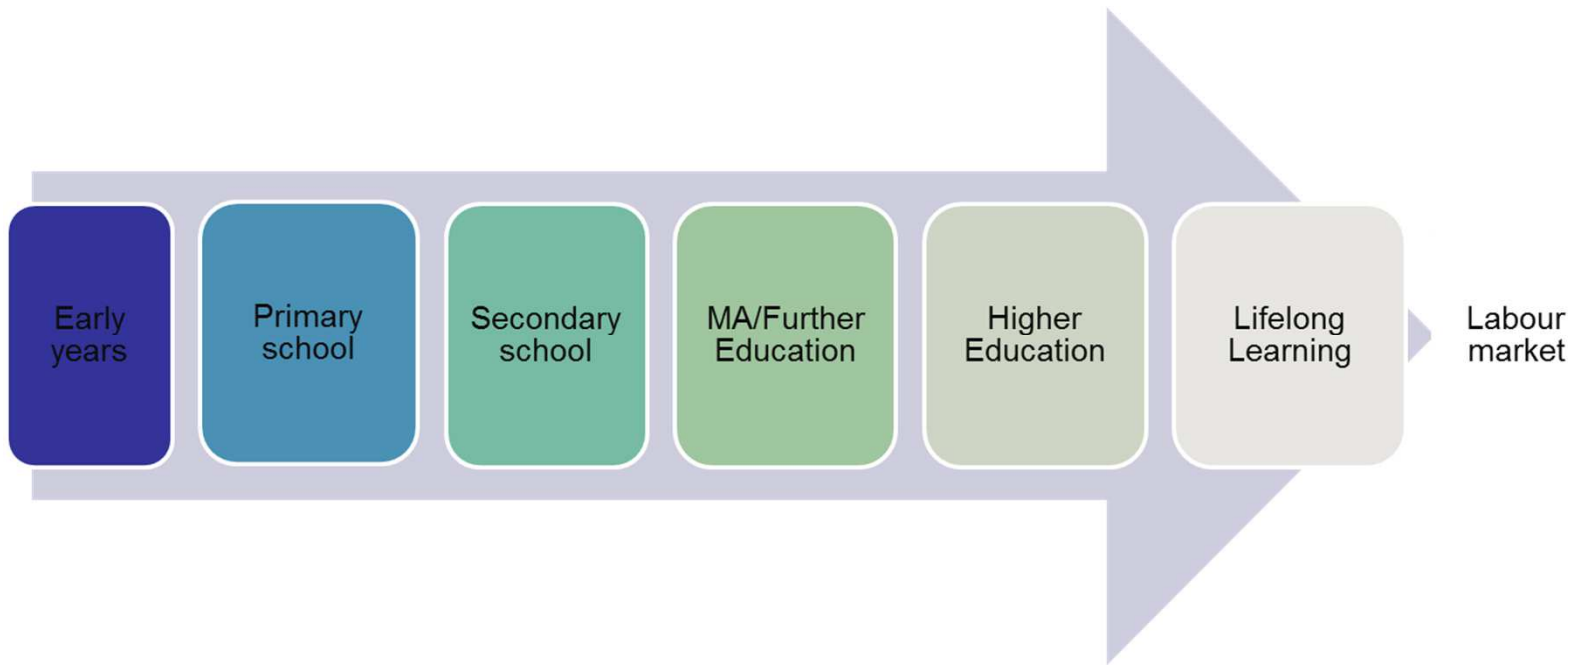 Early
years
Primary
school
Secondary
school
MA/Further
Education
Higher
Education
Lifelong
Learning
Labour
market